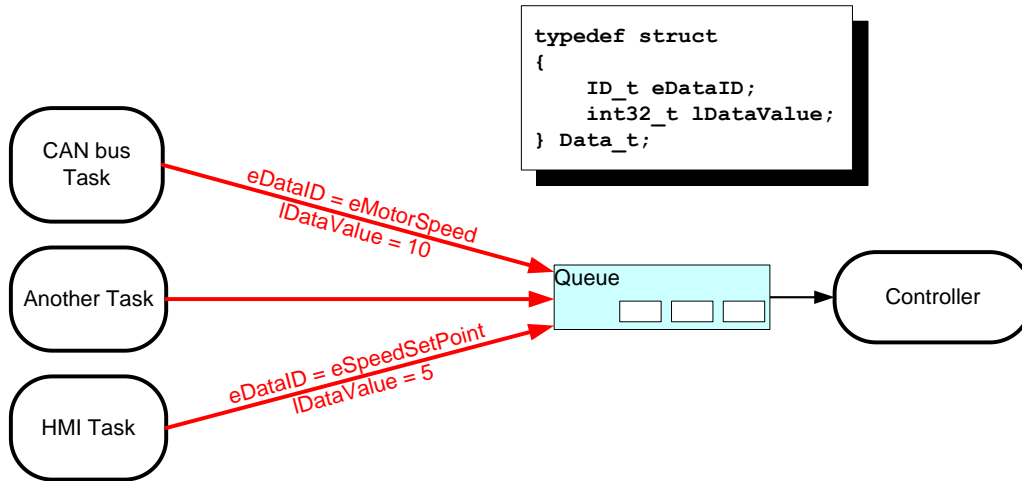 typedef struct
{
    ID_t eDataID;
    int32_t lDataValue;
} Data_t;
CAN bus
Task
eDataID = eMotorSpeed
lDataValue = 10
Another Task
Queue
Controller
eDataID = eSpeedSetPoint
lDataValue = 5
HMI Task